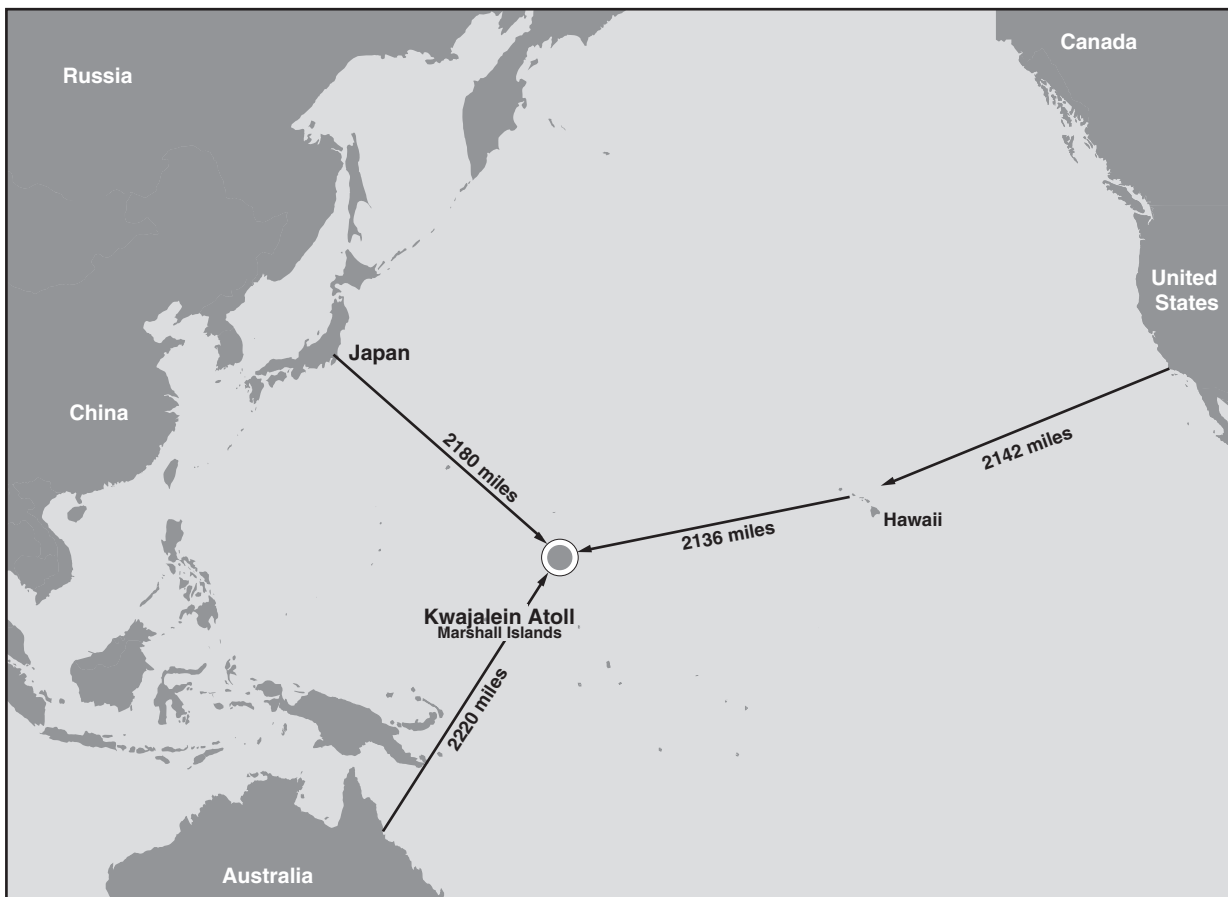 Russia
Canada
United
States
Japan
China
2180 miles
2142 miles
Hawaii
2136 miles
Kwajalein Atoll
Marshall Islands
2220 miles
Australia